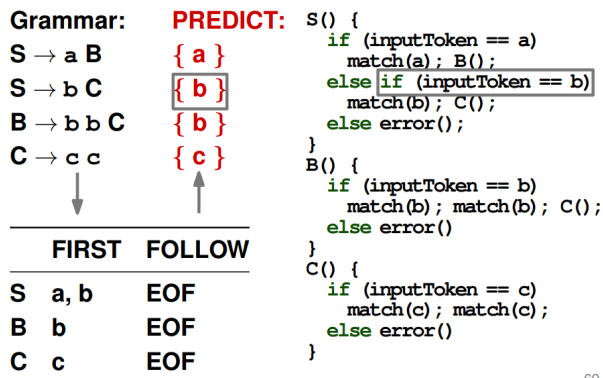 Grammar: PREDICT:
S → a B { a }
S → b C { b }
B → b b C { b }
C → c c { c }
FIRST FOLLOW
S a, b EOF
B b EOF
C c EOF
S() {
if (inputToken == a)
match(a); B();
else if (inputToken == b)
match(b); C();
else error();
}
B() {
if (inputToken == b)
match(b); match(b); C();
else error()
}
C() {
if (inputToken == c)
match(c); match(c);
else error()
}